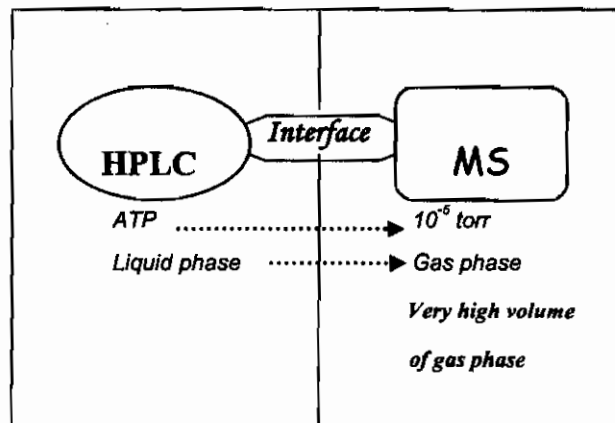 Interface
HPLC
MS
ATP
10⁻⁵ torr
Liquid phase
Gas phase
Very high volume
of gas phase